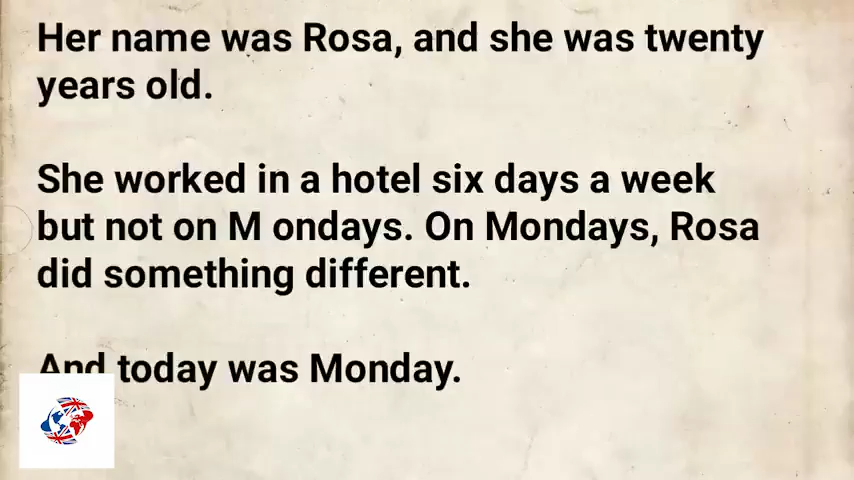 Her name was Rosa, and she was twenty
years old.
She worked in a hotel six days a week
but not on M ondays. On Mondays, Rosa
did something different.
And today was Monday.